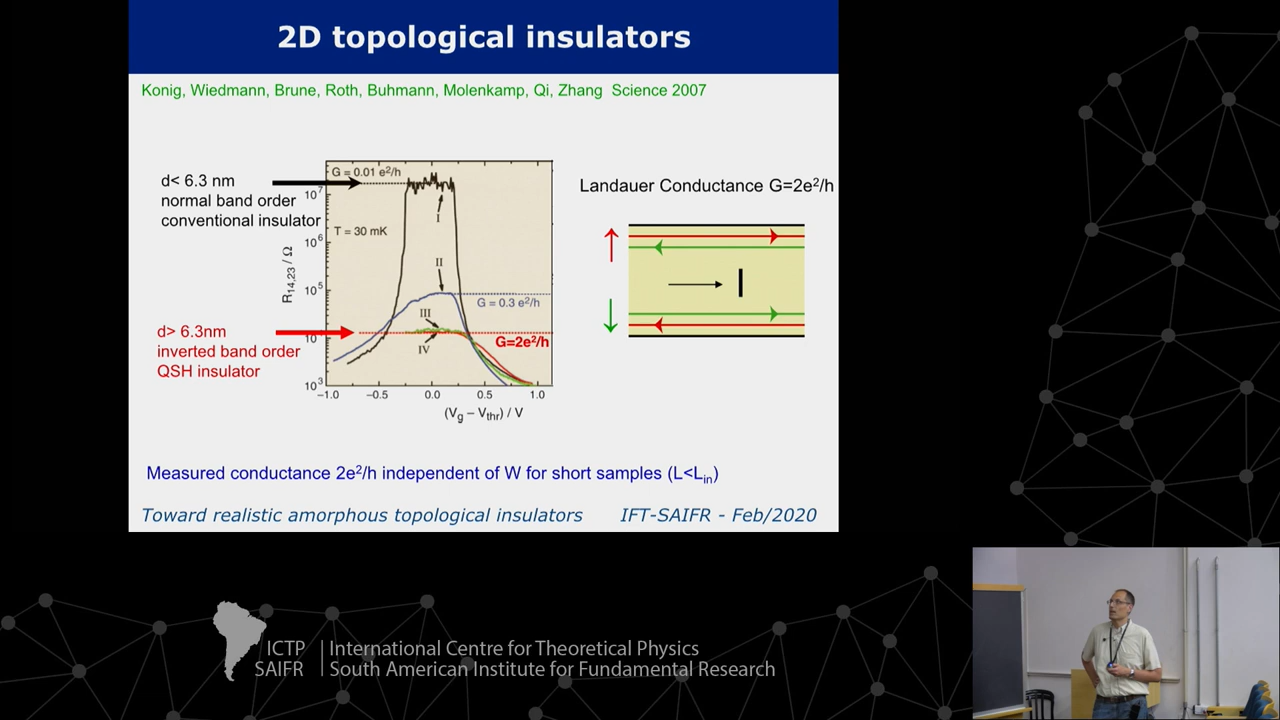 2D topological insulators
Konig, Wiedmann, Brune, Roth, Buhmann, Molenkamp, Qi, Zhang Science 2007
d< 6.3 nm
normal band order
conventional insulator
d> 6.3nm
inverted band order
QSH insulator
G = 0.01 e²/h
T = 30 mK
I
II
G = 0.3 e²/h
III
IV
G=2e²/h
R14,23 / Ω
10⁷
10⁶
10⁵
10³
−1.0 −0.5 0.0 0.5 1.0
(Vg − Vthr) / V
Landauer Conductance G=2e²/h
I
Measured conductance 2e²/h independent of W for short samples (L<Lin)
Toward realistic amorphous topological insulators IFT-SAIFR - Feb/2020
ICTP International Centre for Theoretical Physics
SAIFR South American Institute for Fundamental Research